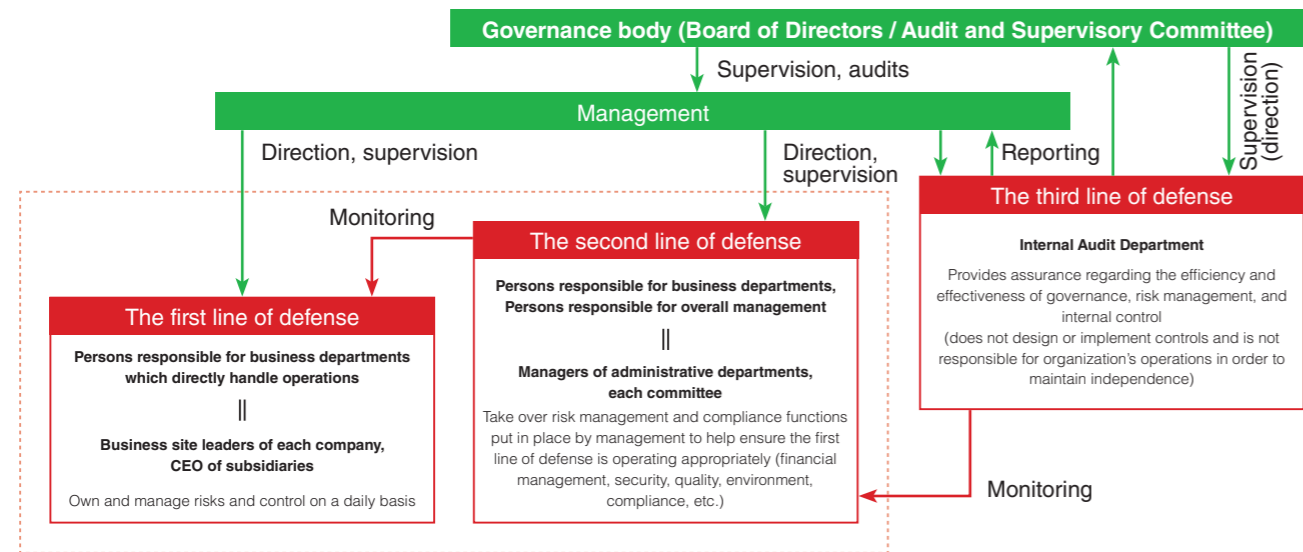 Governance body (Board of Directors / Audit and Supervisory Committee)
Supervision, audits
Supervision
(direction)
Management
Direction, supervision
Direction,
supervision
Reporting
Monitoring
The first line of defense
Persons responsible for business departments
which directly handle operations
||
Business site leaders of each company,
CEO of subsidiaries
Own and manage risks and control on a daily basis
The second line of defense
Persons responsible for business departments,
Persons responsible for overall management
||
Managers of administrative departments,
each committee
Take over risk management and compliance functions
put in place by management to help ensure the first
line of defense is operating appropriately (financial
management, security, quality, environment,
compliance, etc.)
The third line of defense
Internal Audit Department
Provides assurance regarding the efficiency and
effectiveness of governance, risk management, and
internal control
(does not design or implement controls and is not
responsible for organization’s operations in order to
maintain independence)
Monitoring